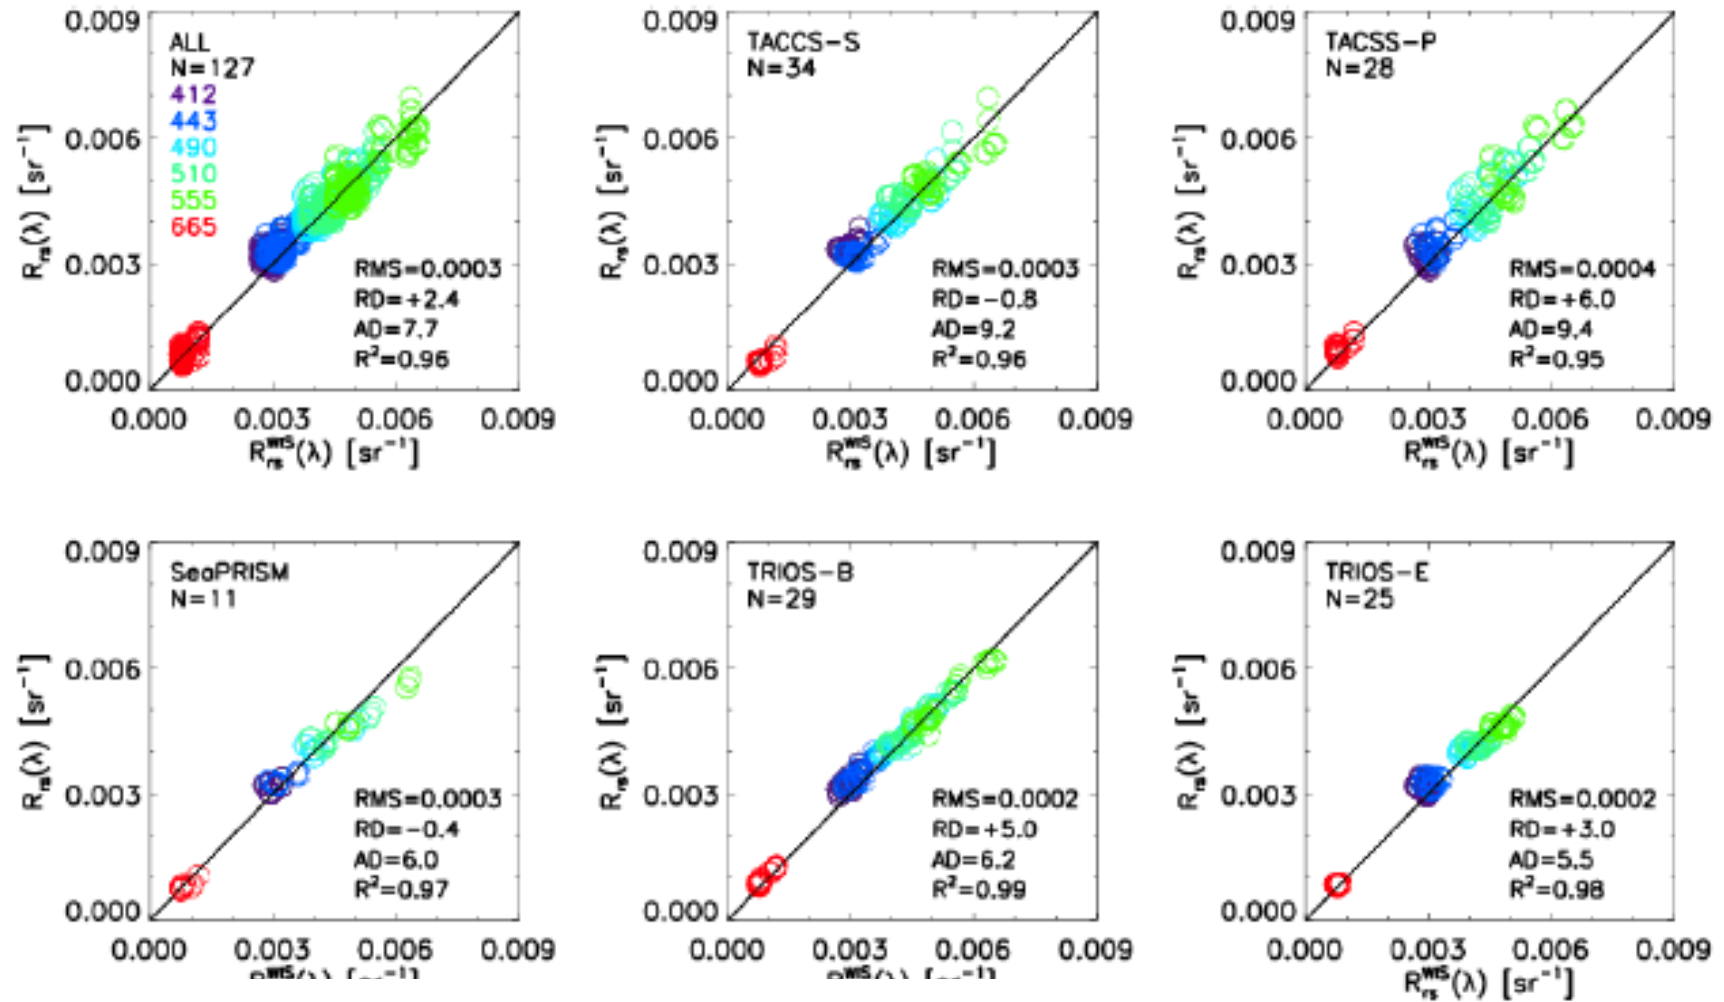 0.009
0.006
0.003
0.000
0.000 0.003 0.006 0.009
Rrs(λ) [sr⁻¹]
Rrs^WiS(λ) [sr⁻¹]
ALL
N=127
412
443
490
510
555
665
RMS=0.0003
RD=+2.4
AD=7.7
R²=0.96
0.009
0.006
0.003
0.000
0.000 0.003 0.006 0.009
Rrs(λ) [sr⁻¹]
Rrs^WiS(λ) [sr⁻¹]
TACCS-S
N=34
RMS=0.0003
RD=-0.8
AD=9.2
R²=0.96
0.009
0.006
0.003
0.000
0.000 0.003 0.006 0.009
Rrs(λ) [sr⁻¹]
Rrs^WiS(λ) [sr⁻¹]
TACSS-P
N=28
RMS=0.0004
RD=+6.0
AD=9.4
R²=0.95
0.009
0.006
0.003
0.000
0.000 0.003 0.006 0.009
Rrs(λ) [sr⁻¹]
Rrs^WiS(λ) [sr⁻¹]
SeaPRISM
N=11
RMS=0.0003
RD=-0.4
AD=6.0
R²=0.97
0.009
0.006
0.003
0.000
0.000 0.003 0.006 0.009
Rrs(λ) [sr⁻¹]
Rrs^WiS(λ) [sr⁻¹]
TRIOS-B
N=29
RMS=0.0002
RD=+5.0
AD=6.2
R²=0.99
0.009
0.006
0.003
0.000
0.000 0.003 0.006 0.009
Rrs(λ) [sr⁻¹]
Rrs^WiS(λ) [sr⁻¹]
TRIOS-E
N=25
RMS=0.0002
RD=+3.0
AD=5.5
R²=0.98